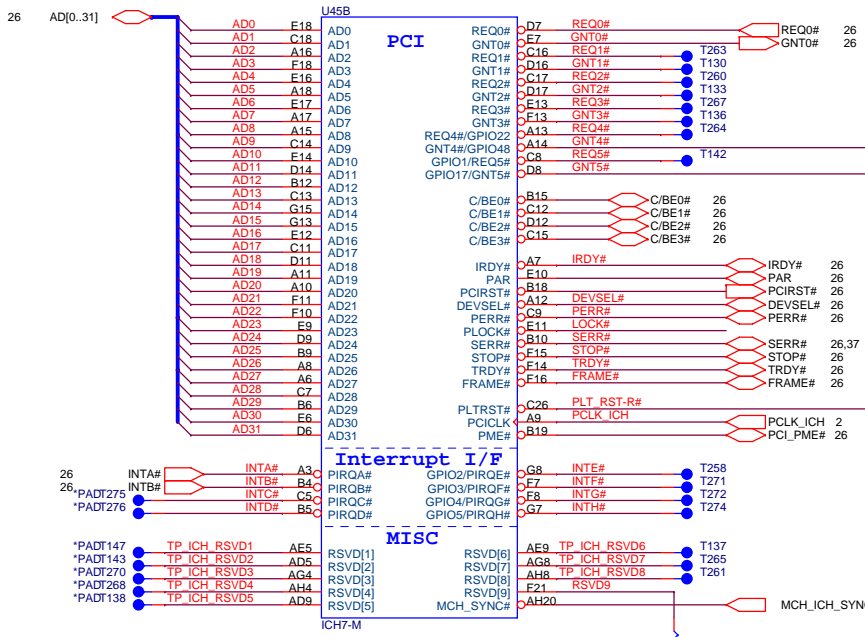 U45B
26 AD[0..31] AD0 E18 AD0 PCI REQ0# D7 REQ0# REQ0# 26
AD1 C18 AD1 GNT0# E7 GNT0# GNT0# 26
AD2 A16 AD2 REQ1# C16 REQ1# T263
AD3 F18 AD3 GNT1# D16 GNT1# T130
AD4 E16 AD4 REQ2# C17 REQ2# T260
AD5 A18 AD5 GNT2# D17 GNT2# T133
AD6 E17 AD6 REQ3# E13 REQ3# T267
AD7 A17 AD7 GNT3# F13 GNT3# T136
AD8 A15 AD8 REQ4#/GPIO22 A13 REQ4# T264
AD9 C14 AD9 GNT4#/GPIO48 A14 GNT4#
AD10 E14 AD10 GPIO1/REQ5# C8 REQ5# T142
AD11 D14 AD11 GPIO17/GNT5# D8 GNT5#
AD12 B12 AD12
AD13 C13 AD13 C/BE0# B15 C/BE0# 26
AD14 G15 AD14 C/BE1# C12 C/BE1# 26
AD15 G13 AD15 C/BE2# D12 C/BE2# 26
AD16 E12 AD16 C/BE3# C15 C/BE3# 26
AD17 C11 AD17
AD18 D11 AD18 IRDY# A7 IRDY# IRDY# 26
AD19 A11 AD19 PAR E10 PAR 26
AD20 A10 AD20 PCIRST# B18 PCIRST# 26
AD21 F11 AD21 DEVSEL# A12 DEVSEL# DEVSEL# 26
AD22 F10 AD22 PERR# C9 PERR# PERR# 26
AD23 E9 AD23 PLOCK# E11 LOCK#
AD24 D9 AD24 SERR# B10 SERR# SERR# 26,37
AD25 B9 AD25 STOP# F15 STOP# STOP# 26
AD26 A8 AD26 TRDY# F14 TRDY# TRDY# 26
AD27 A6 AD27 FRAME# F16 FRAME# FRAME# 26
AD28 C7 AD28
AD29 B6 AD29 PLTRST# C26 PLT_RST-R#
AD30 E6 AD30 PCICLK A9 PCLK_ICH PCLK_ICH 2
AD31 D6 AD31 PME# B19 PCI_PME# 26
Interrupt I/F
26 INTA# INTA# A3 PIRQA# GPIO2/PIRQE# G8 INTE# T258
26 INTB# INTB# B4 PIRQB# GPIO3/PIRQF# F7 INTF# T271
*PADT275 INTC# C5 PIRQC# GPIO4/PIRQG# F8 INTG# T272
*PADT276 INTD# B5 PIRQD# GPIO5/PIRQH# G7 INTH# T274
MISC
*PADT147 TP_ICH_RSVD1 AE5 RSVD[1] RSVD[6] AE9 TP_ICH_RSVD6 T137
*PADT143 TP_ICH_RSVD2 AD5 RSVD[2] RSVD[7] AG8 TP_ICH_RSVD7 T265
*PADT270 TP_ICH_RSVD3 AG4 RSVD[3] RSVD[8] AH8 TP_ICH_RSVD8 T261
*PADT268 TP_ICH_RSVD4 AH4 RSVD[4] RSVD[9] F21 RSVD9
*PADT138 TP_ICH_RSVD5 AD9 RSVD[5] MCH_SYNC# AH20
ICH7-M